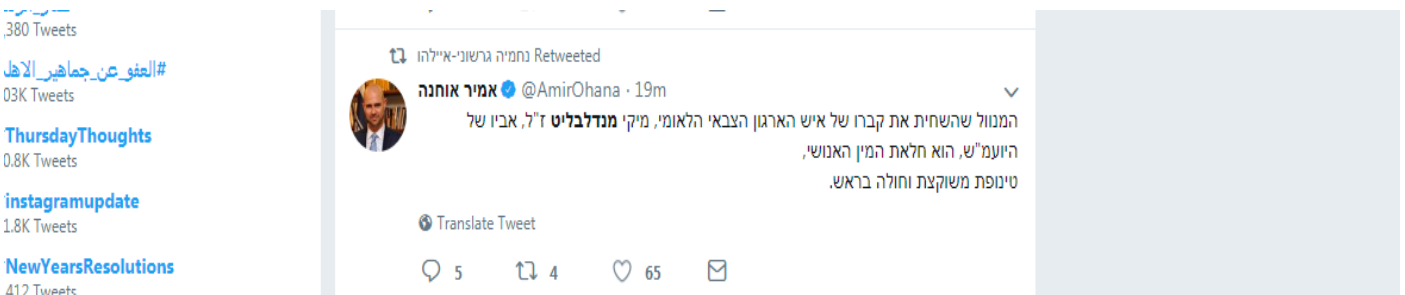 ,380 Tweets
#العفو_عن_جماهير_الاهل
03K Tweets
ThursdayThoughts
0.8K Tweets
instagramupdate
1.8K Tweets
NewYearsResolutions
412 Tweets
נחמיה גרשוני-איילהו Retweeted
אמיר אוחנה @AmirOhana · 19m
המנוול שהשחית את קברו של איש הארגון הצבאי הלאומי, מיקי מנדלבליט ז"ל, אביו של
היועמ"ש, הוא חלאת המין האנושי,
טינופת משוקצת וחולה בראש.
Translate Tweet
5 4 65